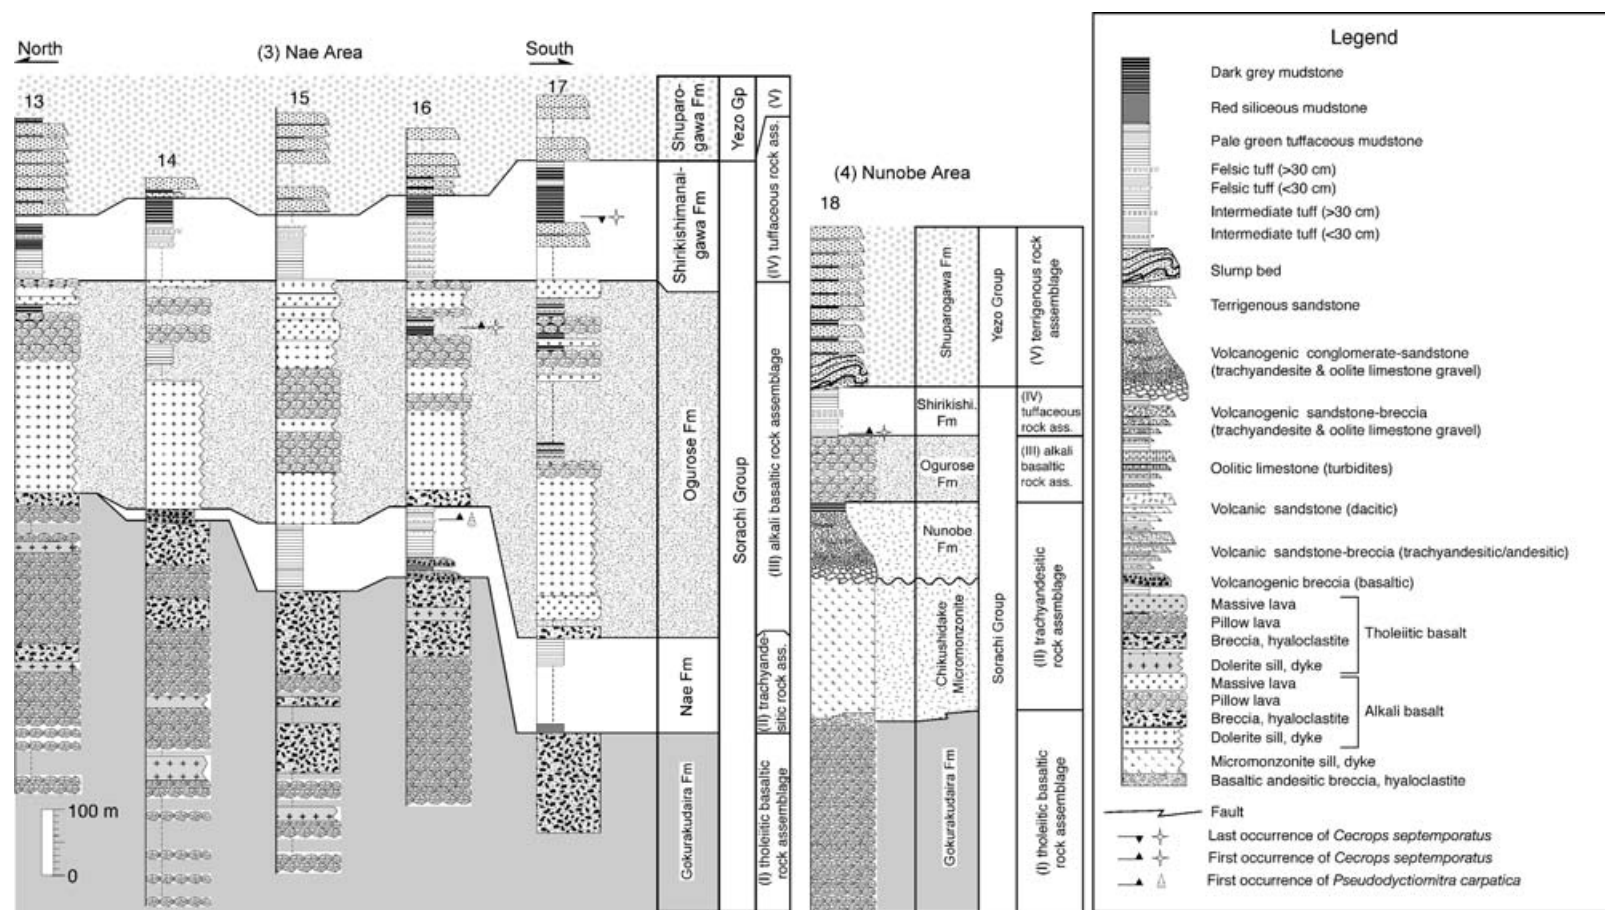 North
(3) Nae Area
South
13
14
15
16
17
Shuparo-
gawa Fm
Yezo Gp
(V)
Shirikishimanai-
gawa Fm
(IV) tuffaceous rock ass.
Ogurose Fm
Sorachi Group
(III) alkali basaltic rock assemblage
Nae Fm
(II) trachyande-
sitic rock ass.
Gokurakudaira Fm
(I) tholeiitic basaltic
rock assemblage
100 m
0
(4) Nunobe Area
18
Shuparogawa Fm
Yezo Group
(V) terrigenous rock
assemblage
Shirikishi.
Fm
(IV)
tuffaceous
rock ass.
Ogurose
Fm
(III) alkali
basaltic
rock ass.
Nunobe
Fm
Chikushidake
Micromonzonite
Sorachi Group
(II) trachyandesitic
rock assmblage
Gokurakudaira Fm
(I) tholeiitic basaltic
rock assemblage
Legend
Dark grey mudstone
Red siliceous mudstone
Pale green tuffaceous mudstone
Felsic tuff (>30 cm)
Felsic tuff (<30 cm)
Intermediate tuff (>30 cm)
Intermediate tuff (<30 cm)
Slump bed
Terrigenous sandstone
Volcanogenic conglomerate-sandstone
(trachyandesite & oolite limestone gravel)
Volcanogenic sandstone-breccia
(trachyandesite & oolite limestone gravel)
Oolitic limestone (turbidites)
Volcanic sandstone (dacitic)
Volcanic sandstone-breccia (trachyandesitic/andesitic)
Volcanogenic breccia (basaltic)
Massive lava
Pillow lava
Breccia, hyaloclastite
Dolerite sill, dyke
Tholeiitic basalt
Massive lava
Pillow lava
Breccia, hyaloclastite
Dolerite sill, dyke
Alkali basalt
Micromonzonite sill, dyke
Basaltic andesitic breccia, hyaloclastite
Fault
Last occurrence of Cecrops septemporatus
First occurrence of Cecrops septemporatus
First occurrence of Pseudodyctiomitra carpatica